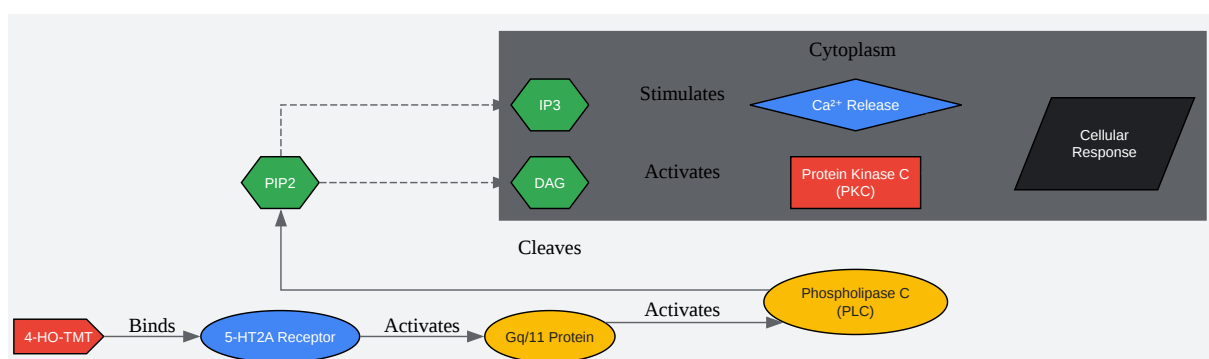 Cytoplasm
IP3
Stimulates
Ca²⁺ Release
Cellular
Response
PIP2
DAG
Activates
Protein Kinase C
(PKC)
Cleaves
Phospholipase C
(PLC)
4-HO-TMT
Binds
5-HT2A Receptor
Activates
Gq/11 Protein
Activates